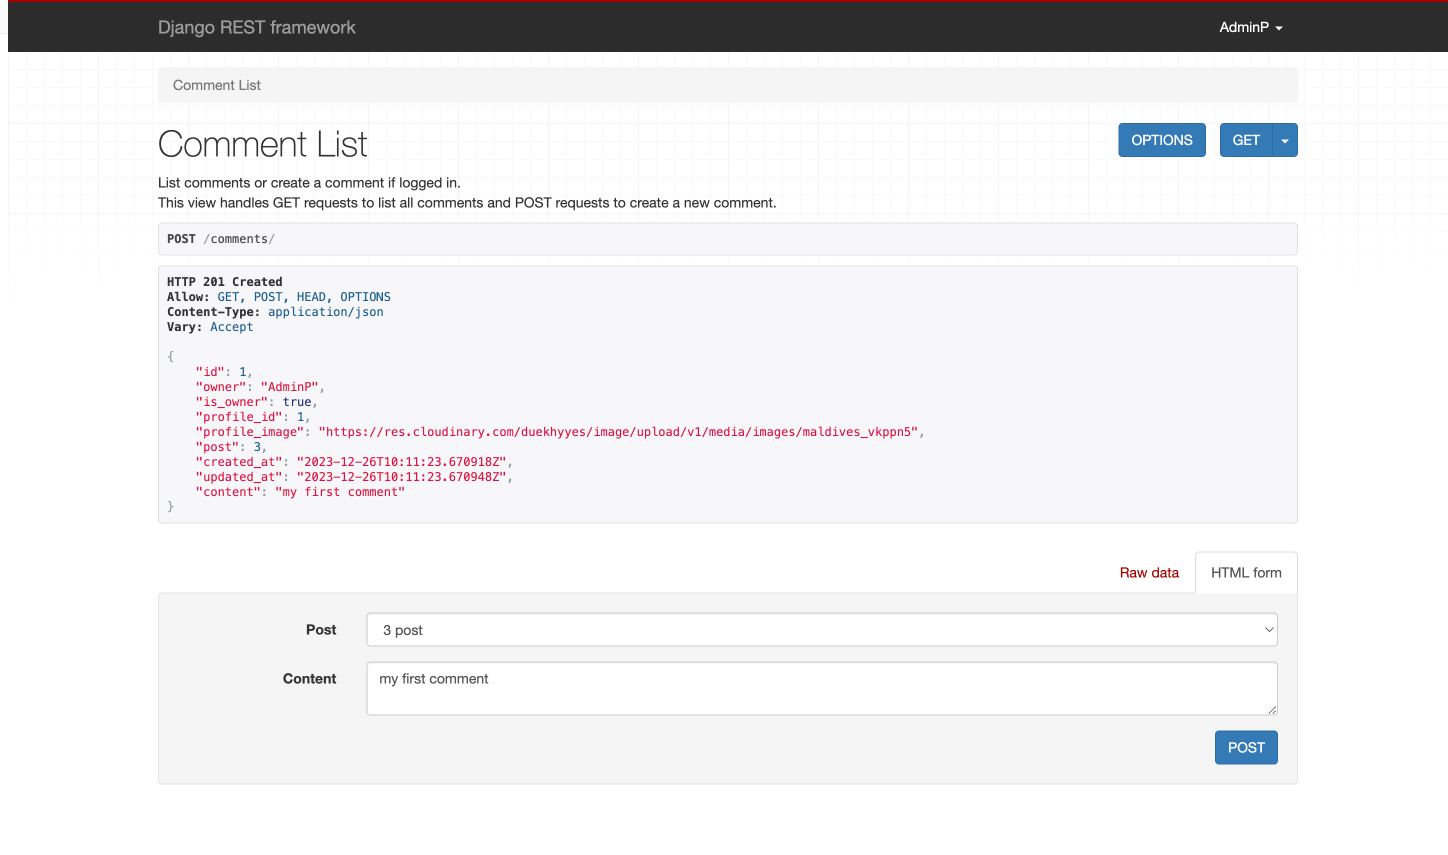 Django REST framework
AdminP
Comment List
Comment List
OPTIONS
GET
List comments or create a comment if logged in.
This view handles GET requests to list all comments and POST requests to create a new comment.
POST /comments/
HTTP 201 Created
Allow: GET, POST, HEAD, OPTIONS
Content-Type: application/json
Vary: Accept
{
    "id": 1,
    "owner": "AdminP",
    "is_owner": true,
    "profile_id": 1,
    "profile_image": "https://res.cloudinary.com/duekhyyes/image/upload/v1/media/images/maldives_vkppn5",
    "post": 3,
    "created_at": "2023-12-26T10:11:23.670918Z",
    "updated_at": "2023-12-26T10:11:23.670948Z",
    "content": "my first comment"
}
Raw data
HTML form
Post
3 post
Content
my first comment
POST